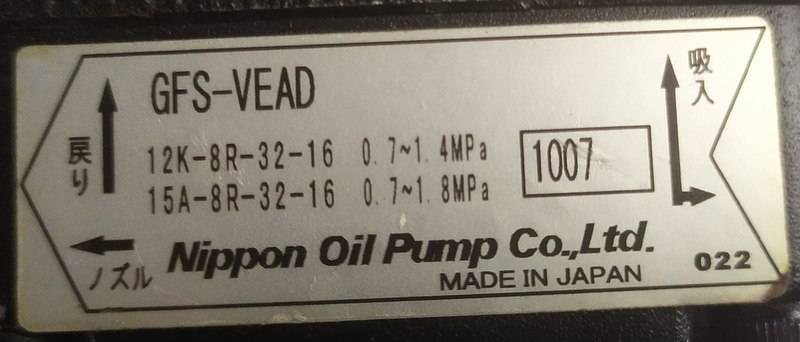 GFS-VEAD
吸入
戻り
12K-8R-32-16 0.7~1.4MPa
1007
15A-8R-32-16 0.7~1.8MPa
ノズル
Nippon Oil Pump Co.,Ltd.
MADE IN JAPAN
022